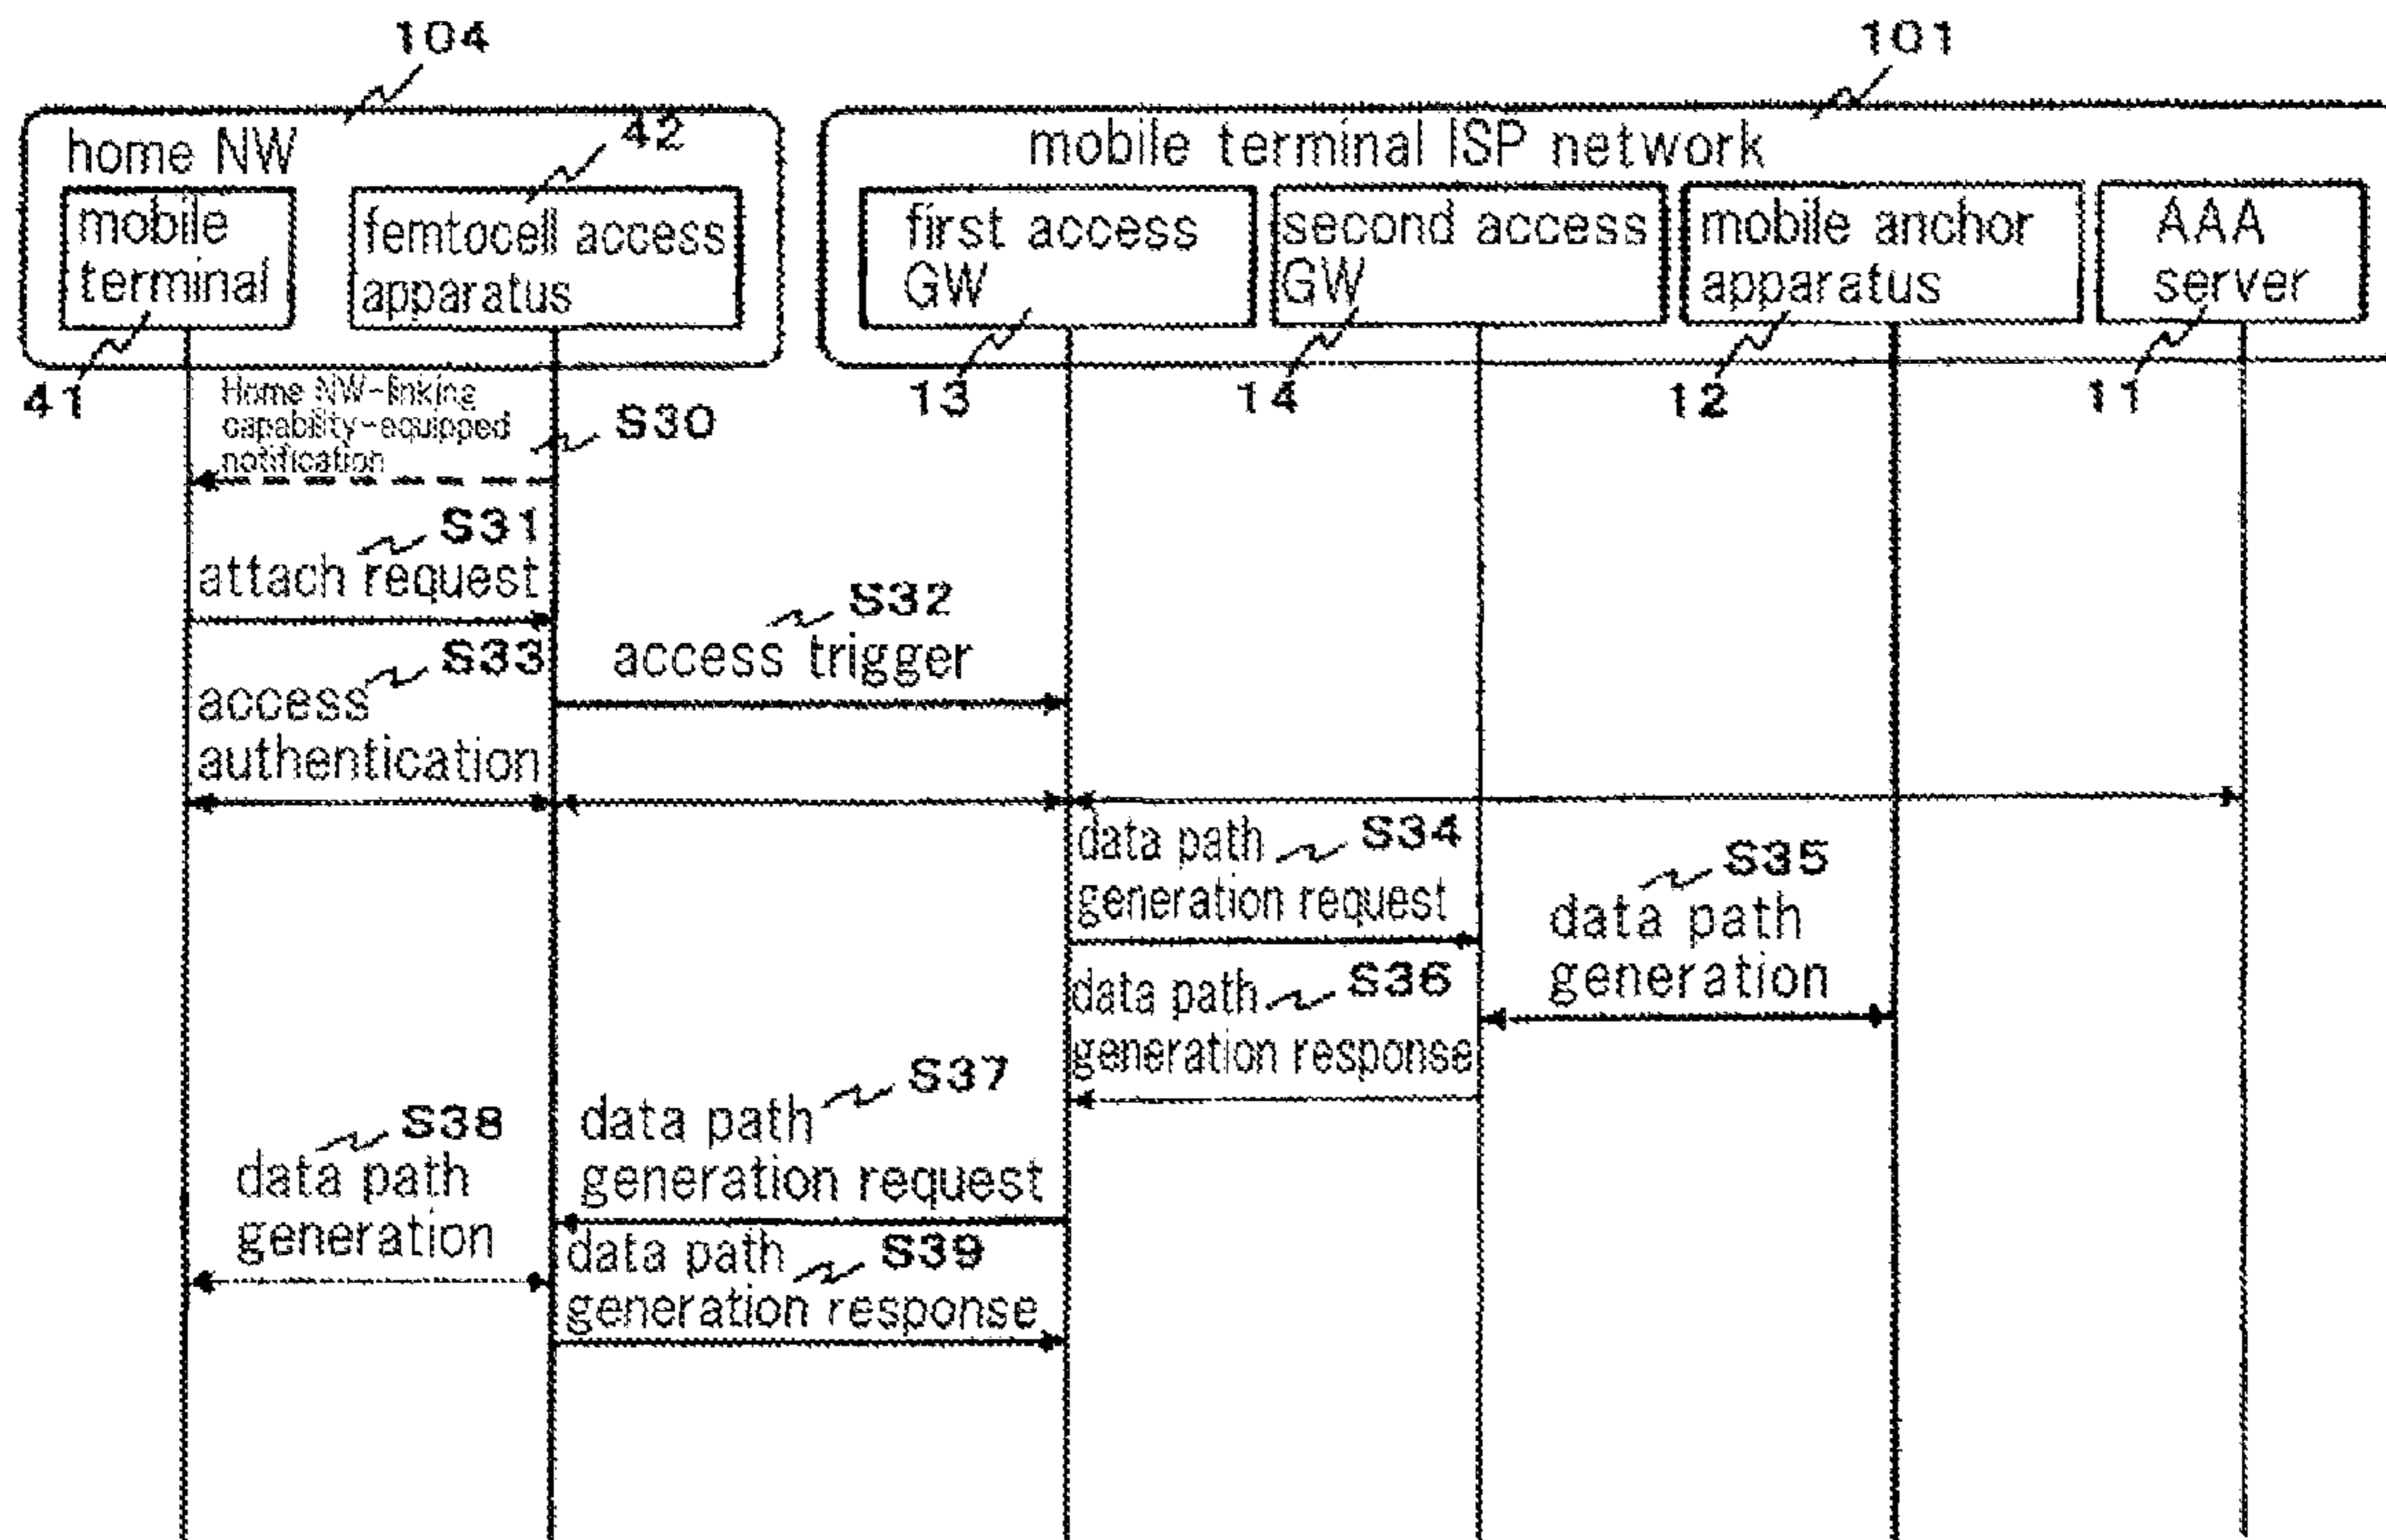 104
101
home NW
42
mobile terminal ISP network
mobile
terminal
femtocell access
apparatus
first access
GW
second access
GW
mobile anchor
apparatus
AAA
server
41
13
14
12
11
Home NW-linking
capability-equipped
notification
S30
S31
attach request
S32
access trigger
S33
access
authentication
data path
generation request
S34
S35
data path
generation
data path
generation response
S36
S37
data path
generation request
S38
data path
generation
data path
generation response
S39